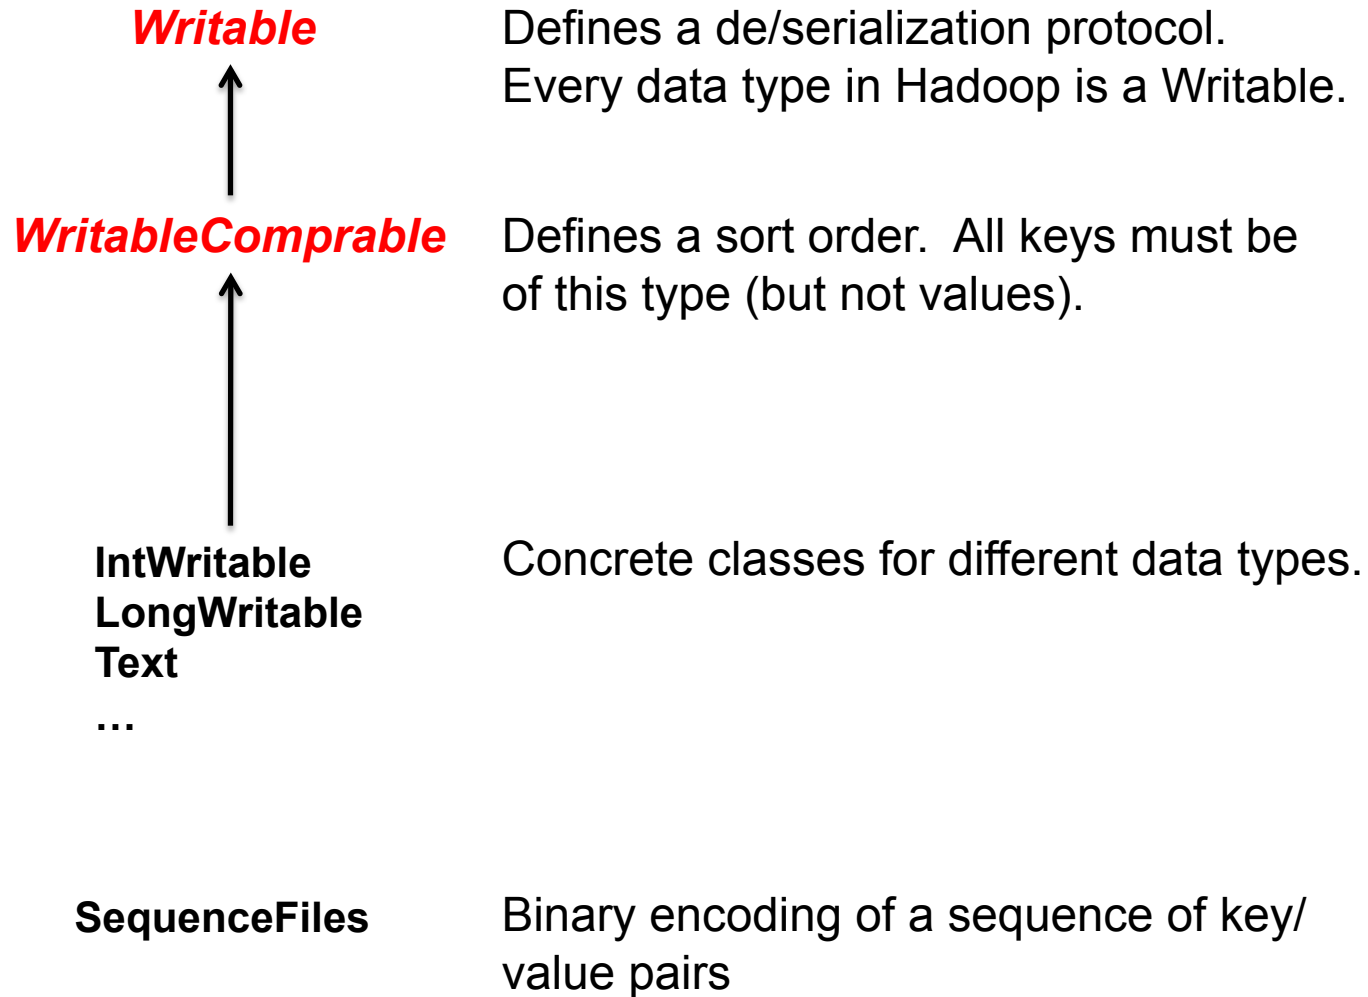 Writable
Defines a de/serialization protocol.
Every data type in Hadoop is a Writable.
WritableComprable
Defines a sort order.  All keys must be
of this type (but not values).
IntWritable
LongWritable
Text
…
Concrete classes for different data types.
SequenceFiles
Binary encoding of a sequence of key/
value pairs